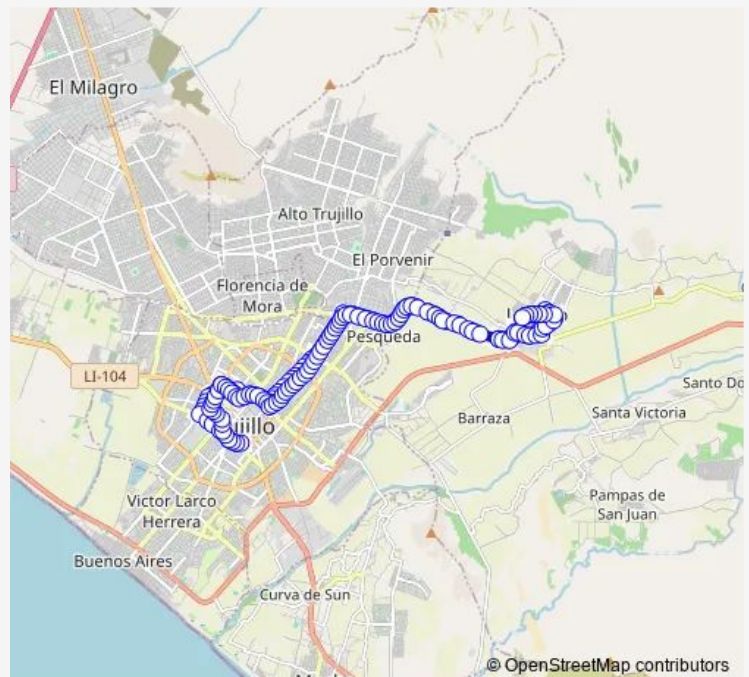 El Milagro
Alto Trujillo
El Porvenir
Florencia de
Mora
Pesqueda
LI-104
Santo Do
Barraza
Santa Victoria
Pampas de
San Juan
Victor Larco
Herrera
Buenos Aires
Curva de Sun
© OpenStreetMap contributors